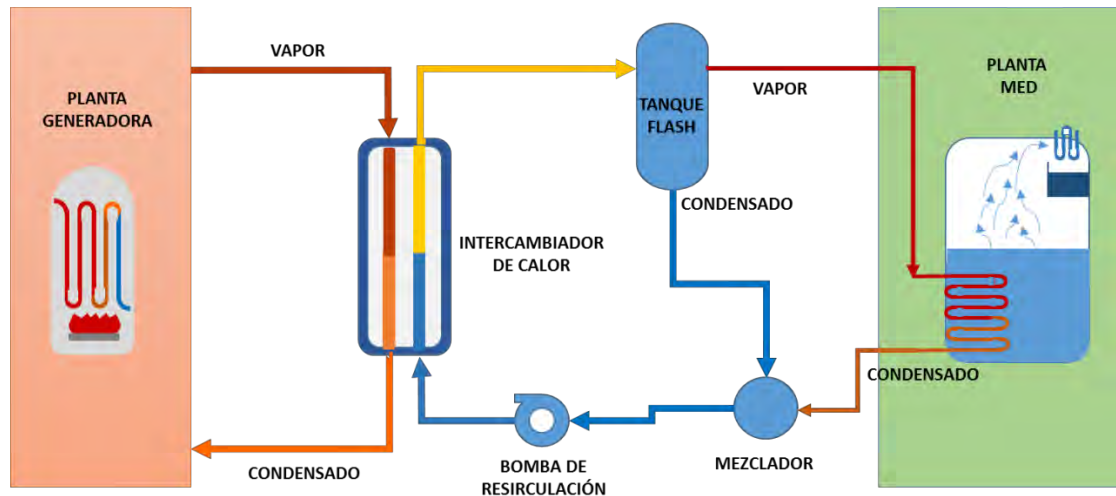 PLANTA
GENERADORA
VAPOR
CONDENSADO
INTERCAMBIADOR
DE CALOR
TANQUE
FLASH
VAPOR
CONDENSADO
PLANTA
MED
CONDENSADO
MEZCLADOR
BOMBA DE
RESIRCULACIÓN